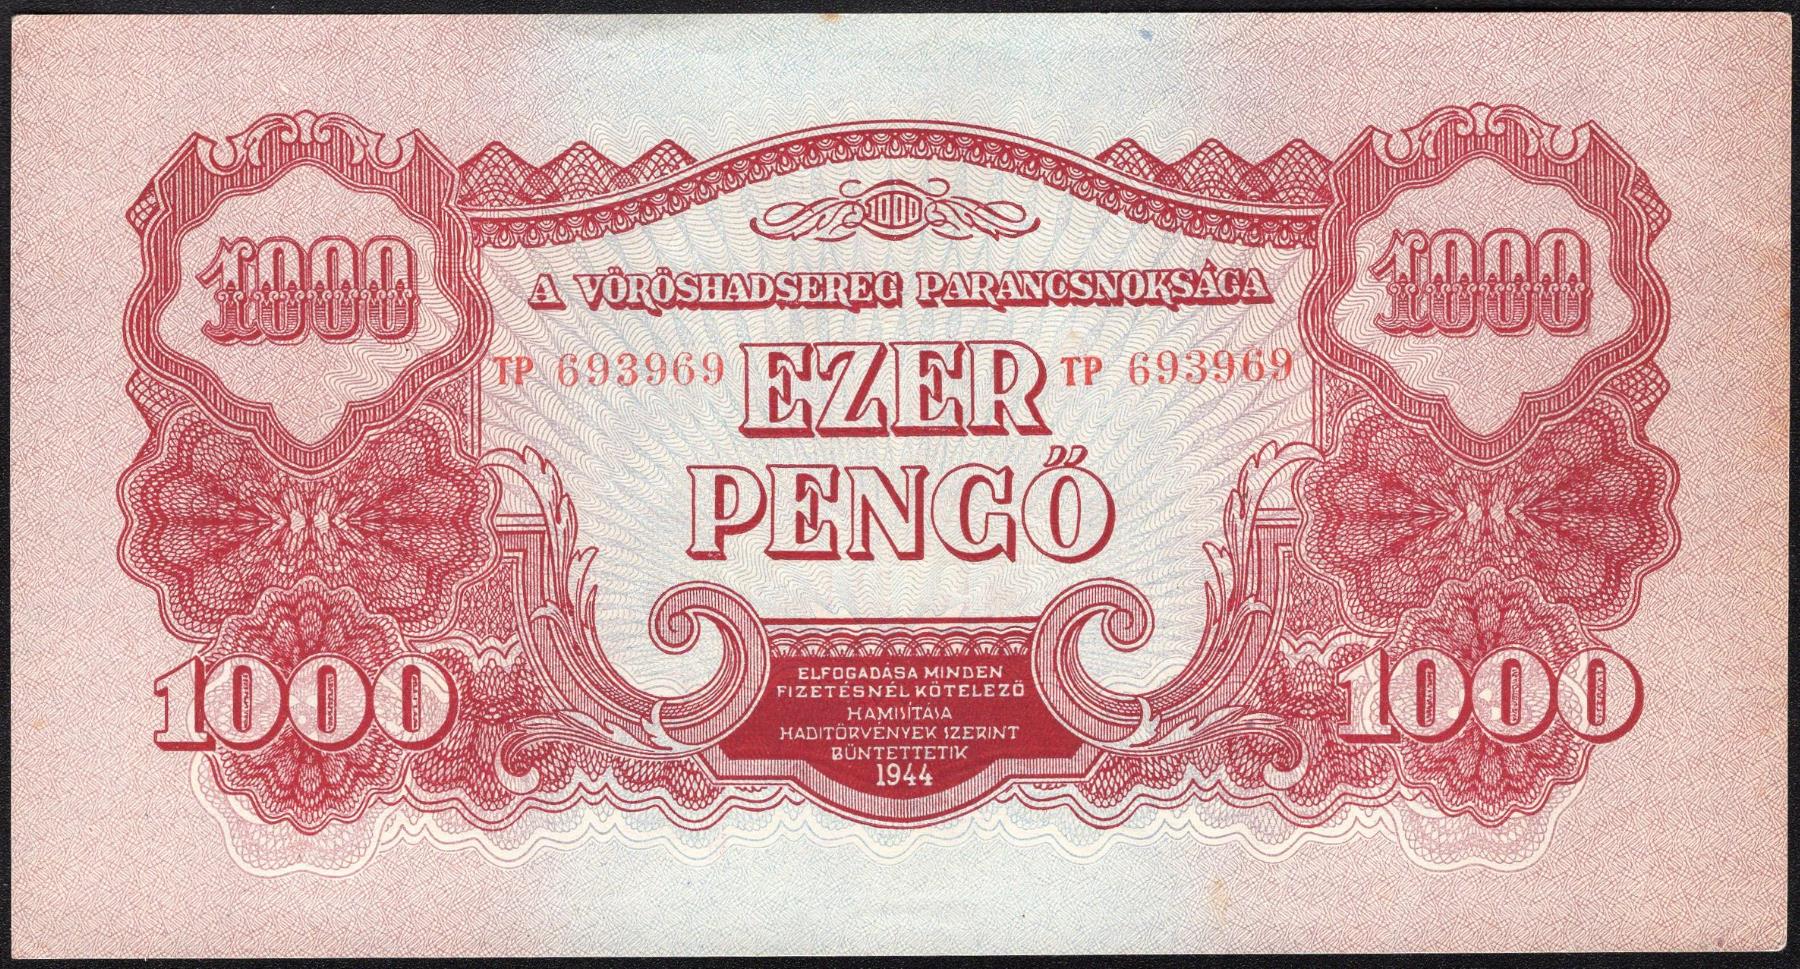 1000
1000
1000
A VÖRÖSHADSEREG PARANCSNOKSÁGA
TP 693969
EZER
TP 693969
PENGŐ
1000
1000
ELFOGADÁSA MINDEN
FIZETÉSNÉL KÖTELEZŐ
HAMISÍTÁSA
HADITÖRVÉNYEK SZERINT
BÜNTETTETIK
1944